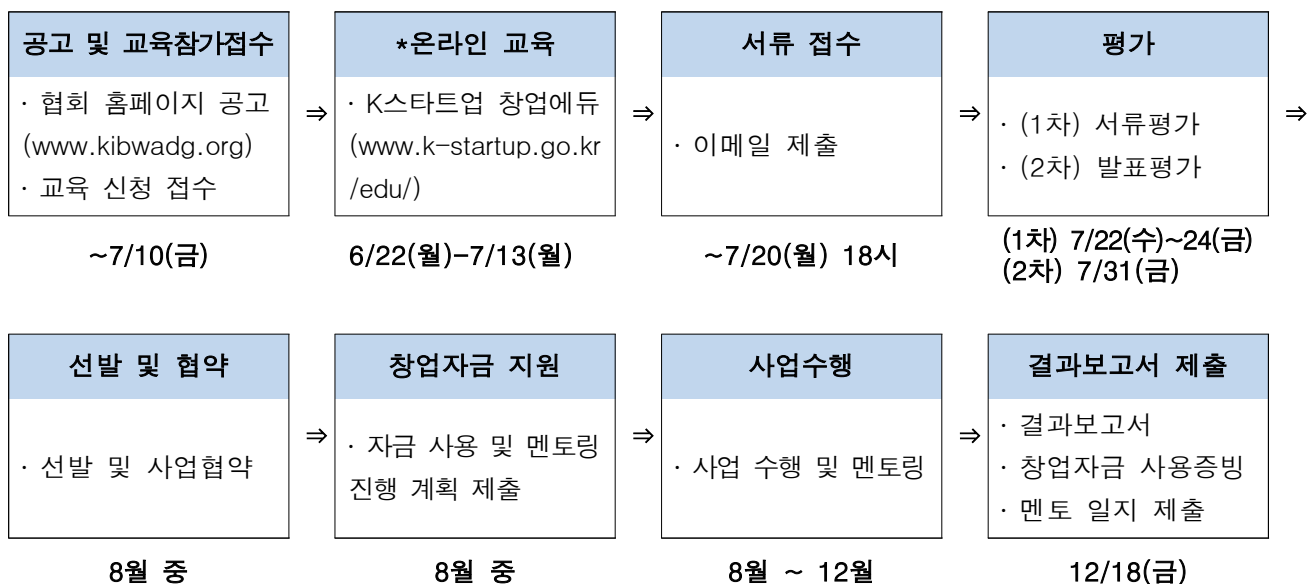 공고 및 교육참가접수
· 협회 홈페이지 공고
(www.kibwadg.org)
· 교육 신청 접수
~7/10(금)
⇒
*온라인 교육
· K스타트업 창업에듀
(www.k-startup.go.kr
/edu/)
6/22(월)-7/13(월)
⇒
서류 접수
· 이메일 제출
~7/20(월) 18시
⇒
평가
· (1차) 서류평가
· (2차) 발표평가
(1차) 7/22(수)~24(금)
(2차) 7/31(금)
⇒
선발 및 협약
· 선발 및 사업협약
8월 중
⇒
창업자금 지원
· 자금 사용 및 멘토링
진행 계획 제출
8월 중
⇒
사업수행
· 사업 수행 및 멘토링
8월 ~ 12월
⇒
결과보고서 제출
· 결과보고서
· 창업자금 사용증빙
· 멘토 일지 제출
12/18(금)